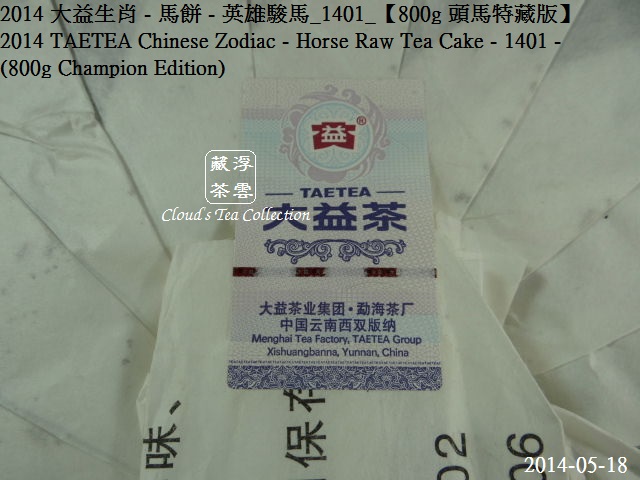 2014 大益生肖 - 馬餅 - 英雄駿馬_1401_【800g 頭馬特藏版】
2014 TAETEA Chinese Zodiac - Horse Raw Tea Cake - 1401 -
(800g Champion Edition)
益®
藏浮
茶雲
Cloud's Tea Collection
TAETEA
大益茶
大益茶业集团·勐海茶厂
中国云南西双版纳
Menghai Tea Factory, TAETEA Group
Xishuangbanna, Yunnan, China
味、
保存
02
06
2014-05-18